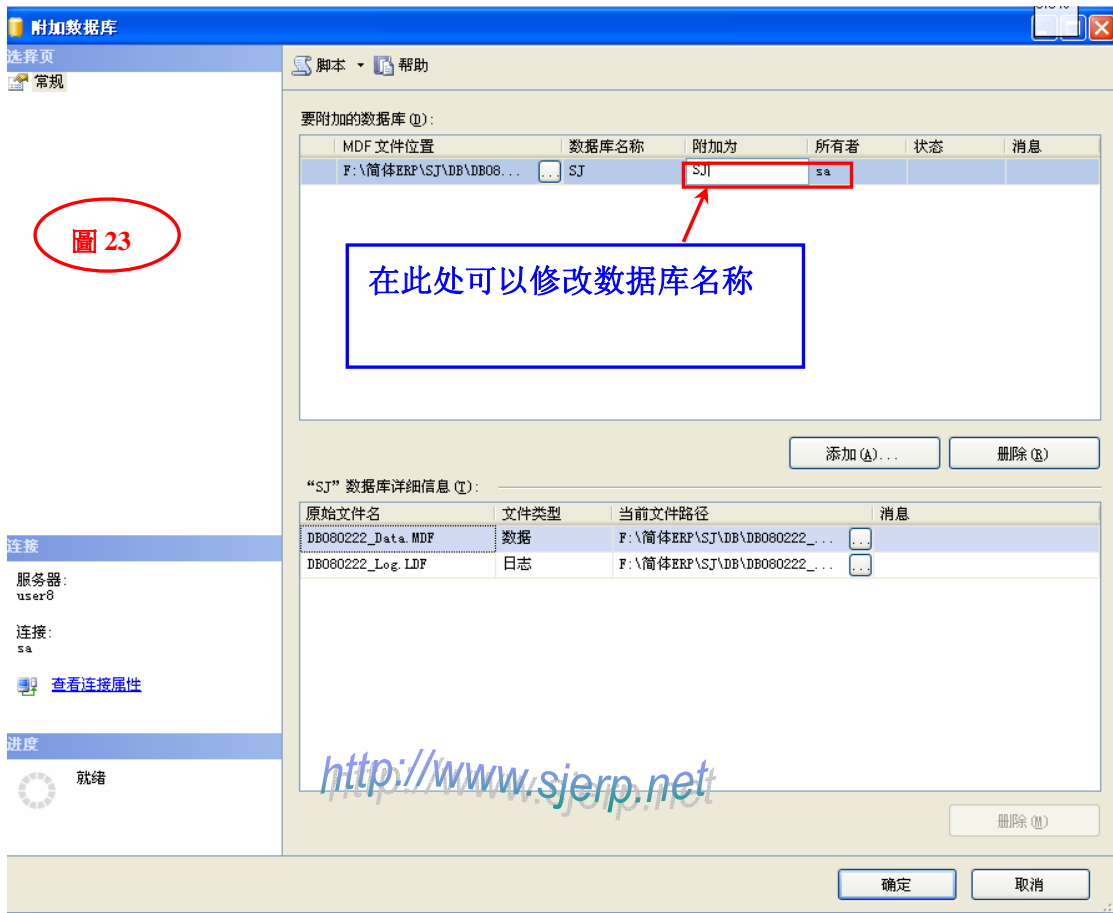 附加数据库
选择页
常规
脚本 帮助
要附加的数据库(D):
MDF 文件位置 数据库名称 附加为 所有者 状态 消息
F:\简体ERP\SJ\DB\DB08... ... SJ SJ sa
圖 23
在此处可以修改数据库名称
添加(A)... 删除(R)
“SJ” 数据库详细信息(T):
原始文件名 文件类型 当前文件路径 消息
DB080222_Data.MDF 数据 F:\简体ERP\SJ\DB\DB080222_... ...
DB080222_Log.LDF 日志 F:\简体ERP\SJ\DB\DB080222_... ...
连接
服务器:
user8
连接:
sa
查看连接属性
进度
就绪
http://www.sjerp.net
删除(M)
确定 取消